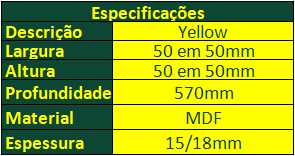 Especificações
Descrição Yellow
Largura 50 em 50mm
Altura 50 em 50mm
Profundidade 570mm
Material MDF
Espessura 15/18mm